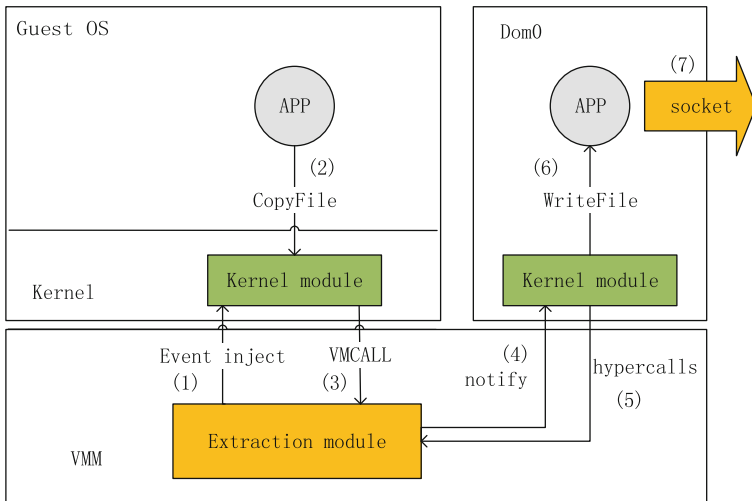 Guest OS
Dom0
(7)
APP
APP
socket
(2)
(6)
CopyFile
WriteFile
Kernel module
Kernel module
Kernel
Event inject
VMCALL
(4)
hypercalls
(1)
(3)
notify
(5)
Extraction module
VMM